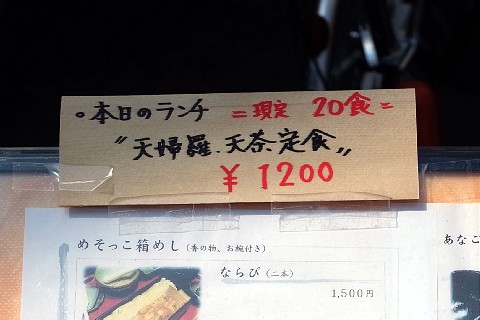 。本日のランチ =現定 20食=
〝天婦羅.天茶定食〟
¥1200
めそっこ箱めし(香の物、お椀付き)
ならび(二本)
1,500円
あなご